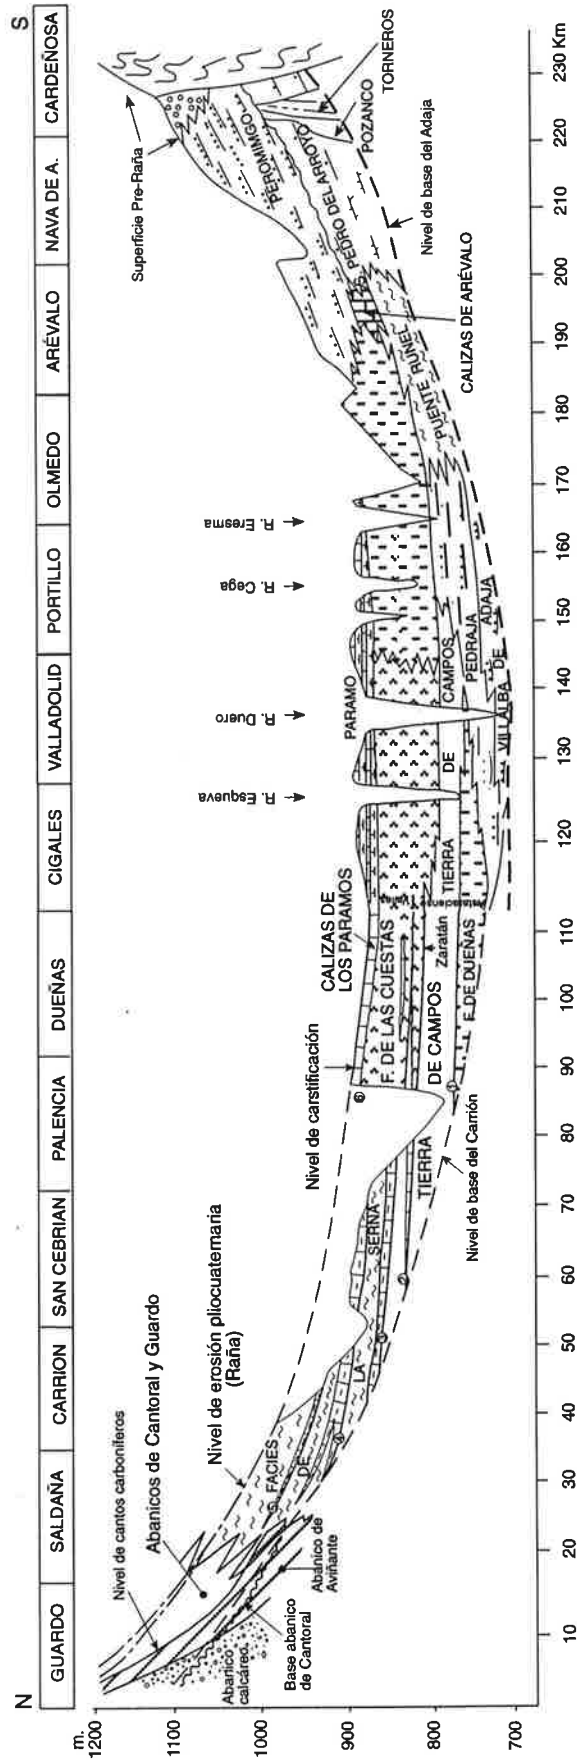 N
S
GUARDO
SALDAÑA
CARRION
SAN CEBRIAN
PALENCIA
DUEÑAS
CIGALES
VALLADOLID
PORTILLO
OLMEDO
ARÉVALO
NAVA DE A.
CARDEÑOSA
m.
1200
1100
1000
900
800
700
Nivel de cantos carboníferos
Abanicos de Cantoral y Guardo
Nivel de erosión pliocuaternaria
(Raña)
Nivel de carstificación
CALIZAS DE
LOS PARAMOS
R. Esgueva
R. Duero
R. Cega
R. Eresma
PARAMO
Superficie Pre-Raña
Abanico
calcáreo
Base abanico
de Cantoral
Abanico de
Aviñante
5
FACIES
DE
LA
SERNA
4
3
2
1
6
TIERRA
DE CAMPOS
Nivel de base del Carrión
F. DE LAS CUESTAS
Zaratán
F. DE DUEÑAS
TIERRA
DE
CAMPOS
PEDRAJA
DE
ADAJA
VILLALBA
PUENTE RUNEL
CALIZAS DE ARÉVALO
PEDRO DEL ARROYO
PEROMINGO
Nivel de base del Adaja
POZANCO
TORNEROS
10
20
30
40
50
60
70
80
90
100
110
120
130
140
150
160
170
180
190
200
210
220
230 Km